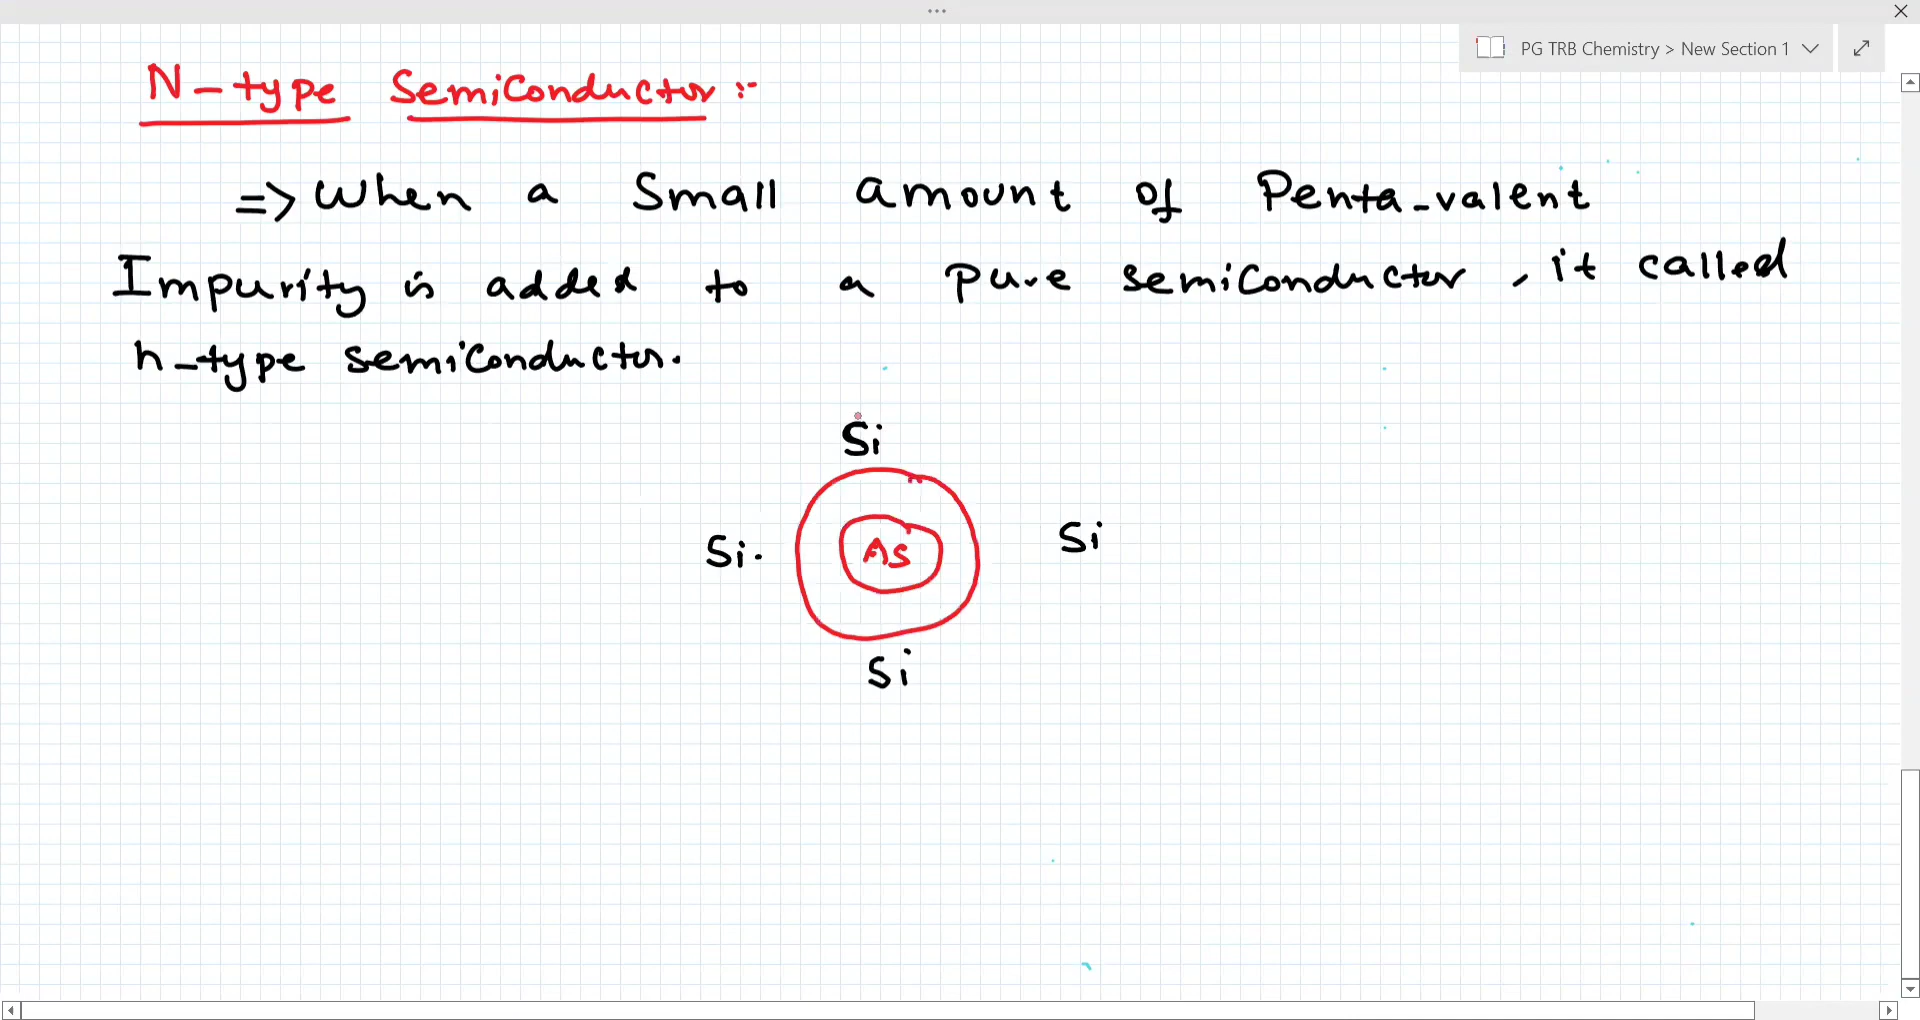 PG TRB Chemistry > New Section 1
N-type SemiConductor :-
=> When a Small amount of Penta-valent
Impurity is added to a pure semiConductor, it called
n-type semiConductor.
Si
Si. As Si
Si